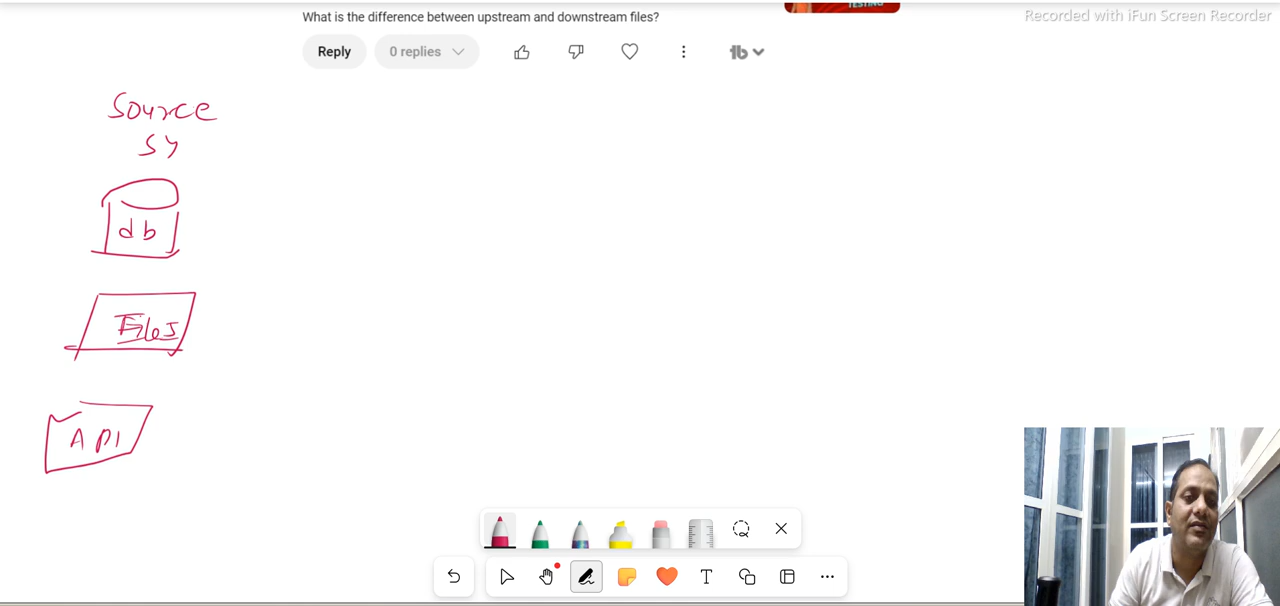 TESTING
What is the difference between upstream and downstream files?
Recorded with iFun Screen Recorder
Reply
0 replies
Source
sy
db
Files
API
T